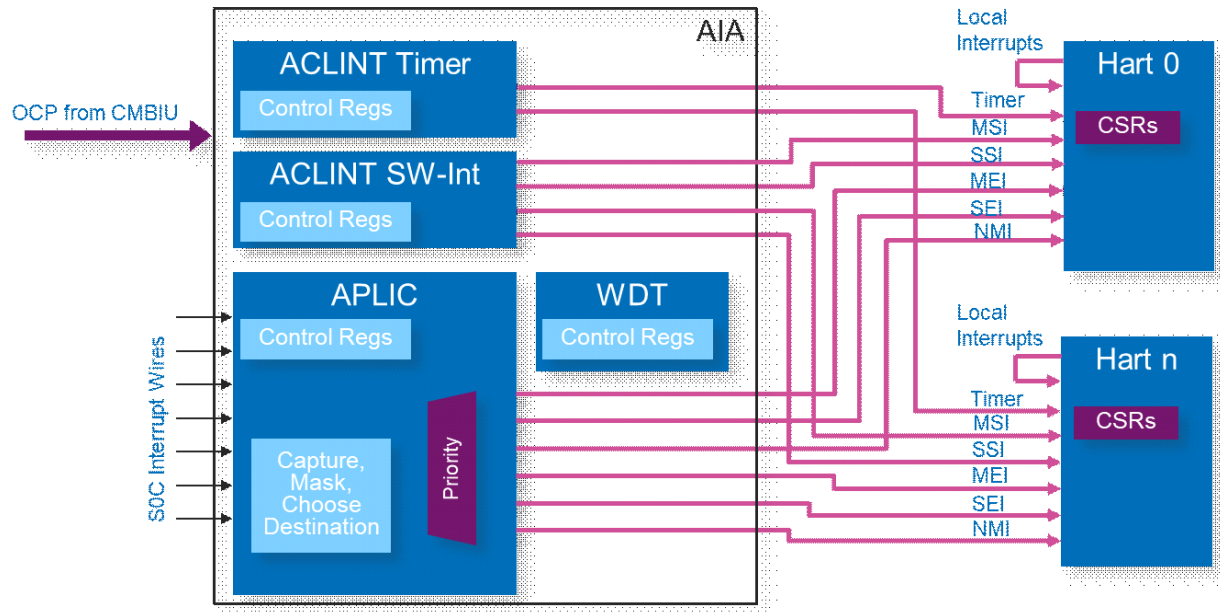 AIA
ACLINT Timer
Control Regs
OCP from CMBIU
ACLINT SW-Int
Control Regs
APLIC
Control Regs
WDT
Control Regs
SOC Interrupt Wires
Capture,
Mask,
Choose
Destination
Priority
Local
Interrupts
Hart 0
CSRs
Timer
MSI
SSI
MEI
SEI
NMI
Local
Interrupts
Hart n
CSRs
Timer
MSI
SSI
MEI
SEI
NMI